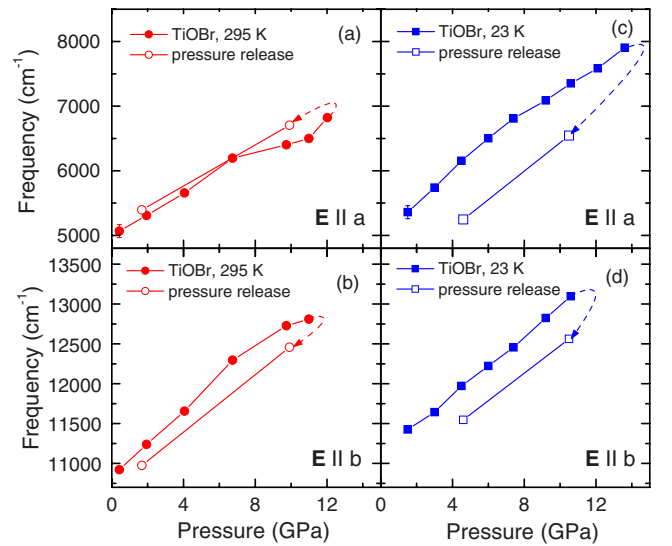 8000
7000
6000
5000
Frequency (cm-1)
TiOBr, 295 K
pressure release
(a)
E II a
TiOBr, 23 K
pressure release
(c)
E II a
13500
13000
12500
12000
11500
11000
Frequency (cm-1)
TiOBr, 295 K
pressure release
(b)
E II b
TiOBr, 23 K
pressure release
(d)
E II b
0 4 8 12
0 4 8 12
Pressure (GPa)
Pressure (GPa)